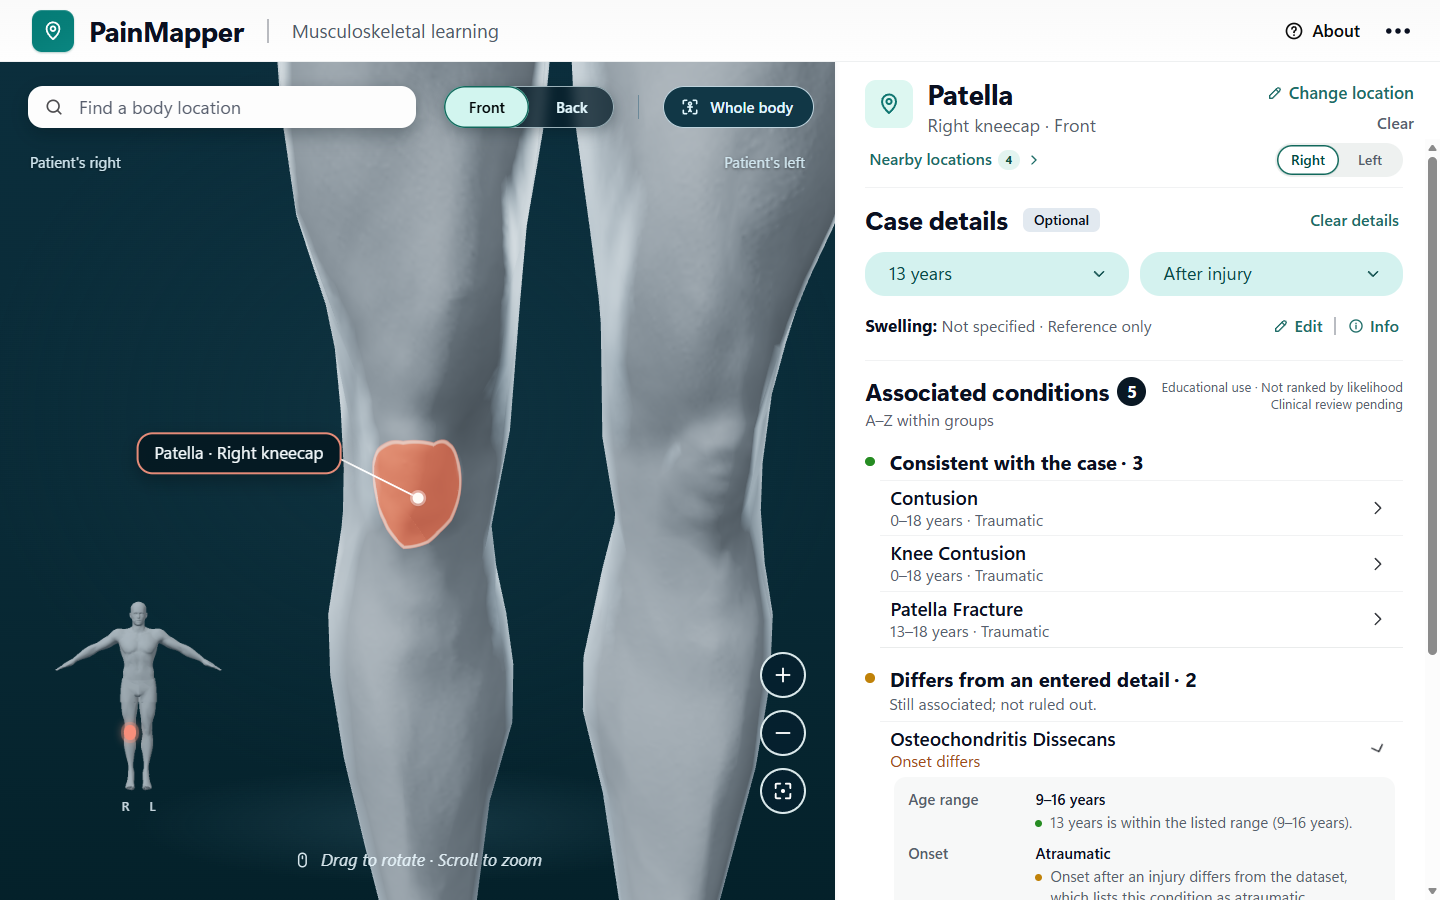 PainMapper
Musculoskeletal learning
About
Find a body location
Front
Back
Whole body
Patient's right
Patient's left
Patella · Right kneecap
R L
Drag to rotate · Scroll to zoom
Patella
Right kneecap · Front
Change location
Clear
Nearby locations 4
Right
Left
Case details
Optional
Clear details
13 years
After injury
Swelling: Not specified · Reference only
Edit
Info
Associated conditions 5
Educational use · Not ranked by likelihood
Clinical review pending
A–Z within groups
Consistent with the case · 3
Contusion
0–18 years · Traumatic
Knee Contusion
0–18 years · Traumatic
Patella Fracture
13–18 years · Traumatic
Differs from an entered detail · 2
Still associated; not ruled out.
Osteochondritis Dissecans
Onset differs
Age range
9–16 years
13 years is within the listed range (9–16 years).
Onset
Atraumatic
Onset after an injury differs from the dataset,
which lists this condition as atraumatic.